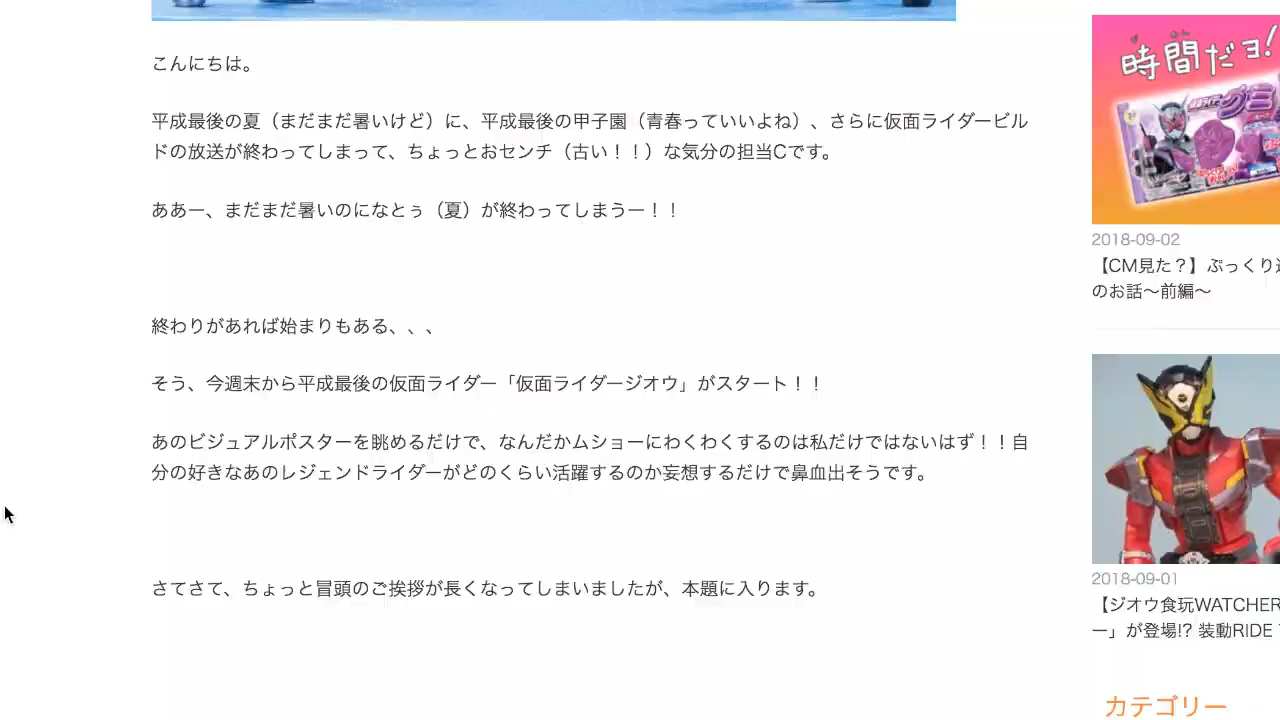 こんにちは。
平成最後の夏（まだまだ暑いけど）に、平成最後の甲子園（青春っていいよね）、さらに仮面ライダービル
ドの放送が終わってしまって、ちょっとおセンチ（古い！！）な気分の担当Cです。
ああー、まだまだ暑いのになとぅ（夏）が終わってしまうー！！
終わりがあれば始まりもある、、、
そう、今週末から平成最後の仮面ライダー「仮面ライダージオウ」がスタート！！
あのビジュアルポスターを眺めるだけで、なんだかムショーにわくわくするのは私だけではないはず！！自
分の好きなあのレジェンドライダーがどのくらい活躍するのか妄想するだけで鼻血出そうです。
さてさて、ちょっと冒頭のご挨拶が長くなってしまいましたが、本題に入ります。
時間だヨ!
グミ
2018-09-02
【CM見た？】ぷっくり
のお話〜前編〜
2018-09-01
【ジオウ食玩WATCHER
ー」が登場!? 装動RIDE
カテゴリー